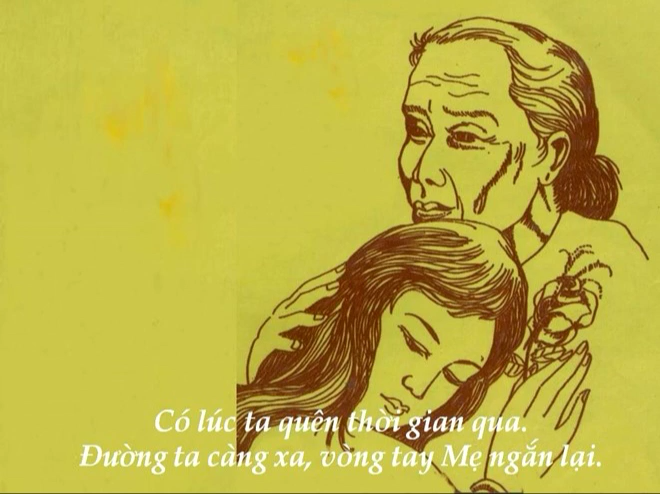 Có lúc ta quên thời gian qua.
Đường ta càng xa, vòng tay Mẹ ngắn lại.